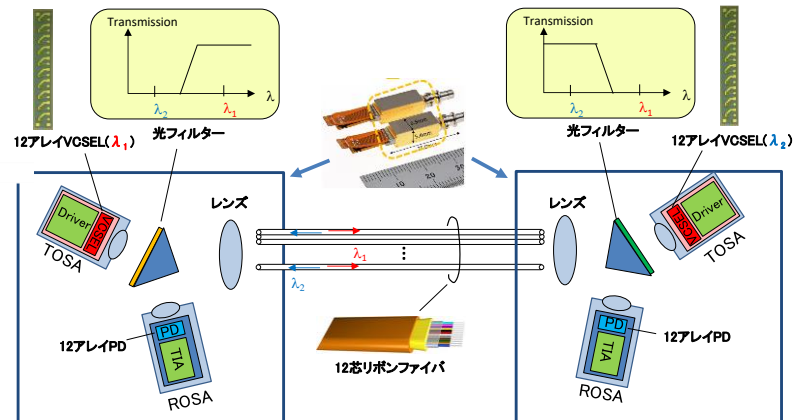 Transmission
λ
λ2
λ1
光フィルター
12アレイVCSEL(λ1)
Transmission
λ
λ2
λ1
光フィルター
12アレイVCSEL(λ2)
10
20
30
Driver
VCSEL
TOSA
レンズ
λ1
λ2
レンズ
Driver
VCSEL
TOSA
PD
TIA
ROSA
12アレイPD
12芯リボンファイバ
PD
TIA
ROSA
12アレイPD